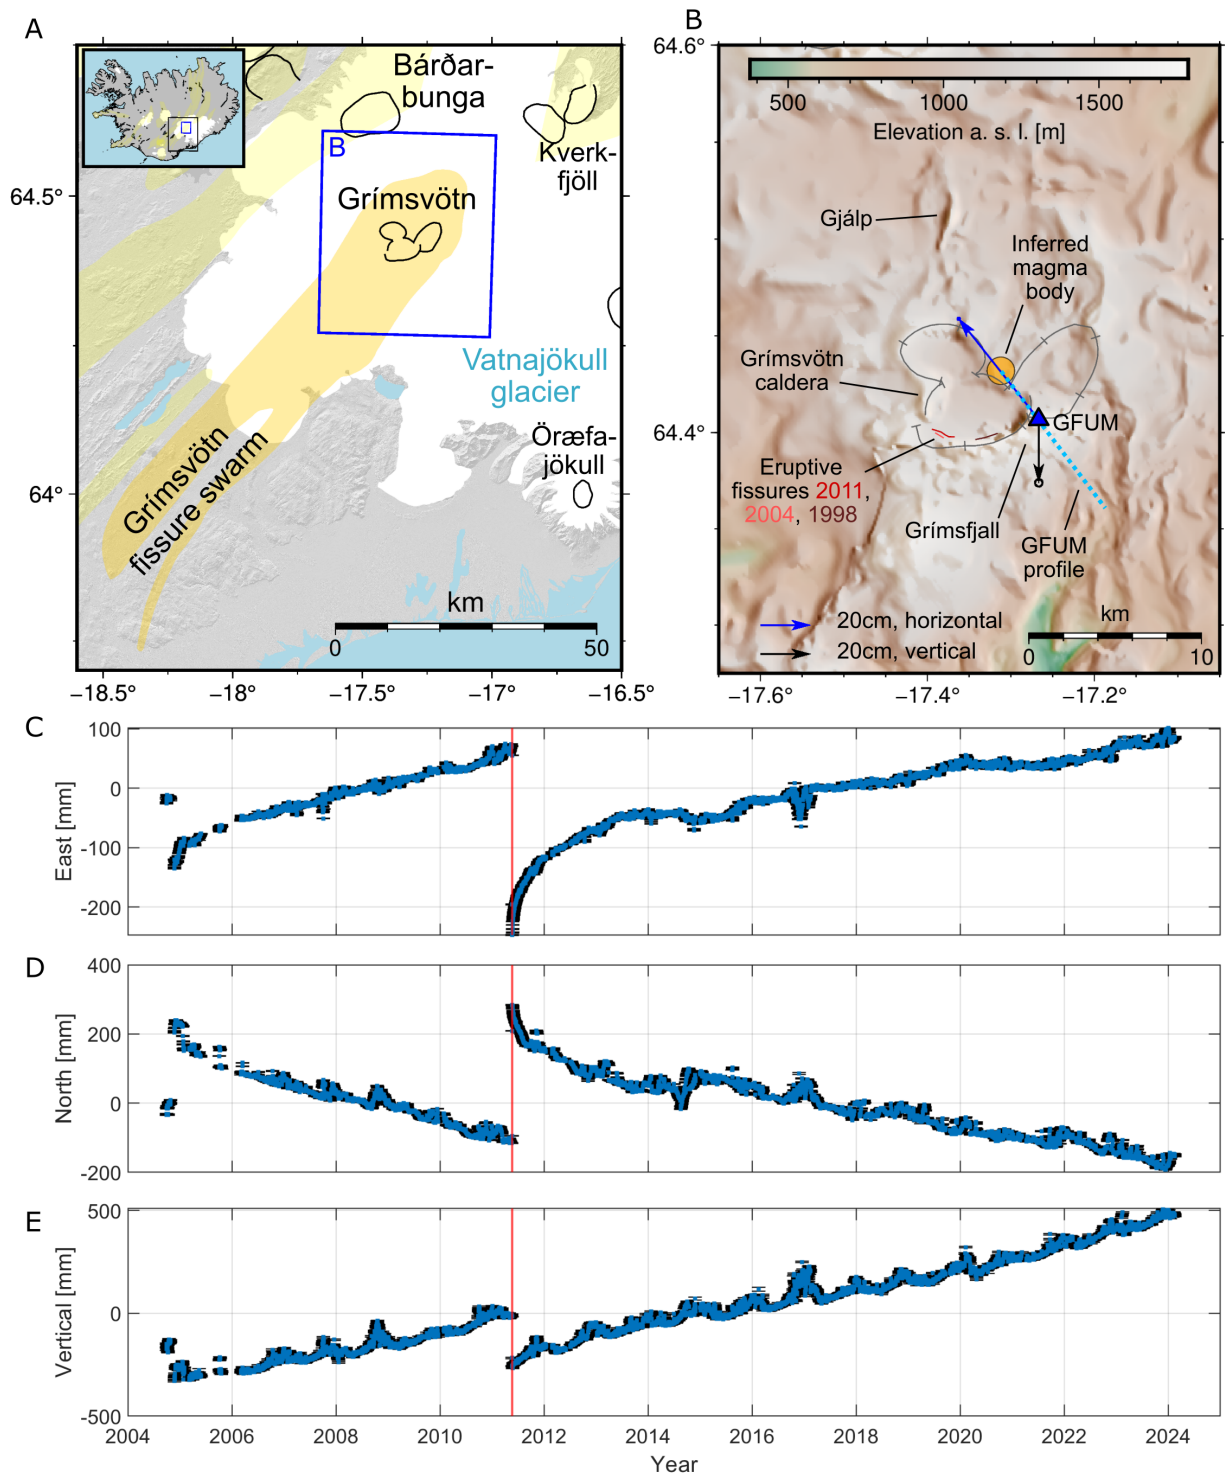 A
B
Bárðar-
bunga
B
Kverk-
fjöll
Grímsvötn
Vatnajökull
glacier
Öræfa-
jökull
Grímsvötn
fissure swarm
km
0
50
64.5°
64°
−18.5°
−18°
−17.5°
−17°
−16.5°
64.6°
64.4°
500
1000
1500
Elevation a. s. l. [m]
Gjálp
Inferred
magma
body
Grímsvötn
caldera
GFUM
Eruptive
fissures 2011,
2004, 1998
Grímsfjall
GFUM
profile
20cm, horizontal
20cm, vertical
km
0
10
−17.6°
−17.4°
−17.2°
C
100
0
-100
-200
East [mm]
D
400
200
0
-200
North [mm]
E
500
0
-500
Vertical [mm]
2004
2006
2008
2010
2012
2014
2016
2018
2020
2022
2024
Year